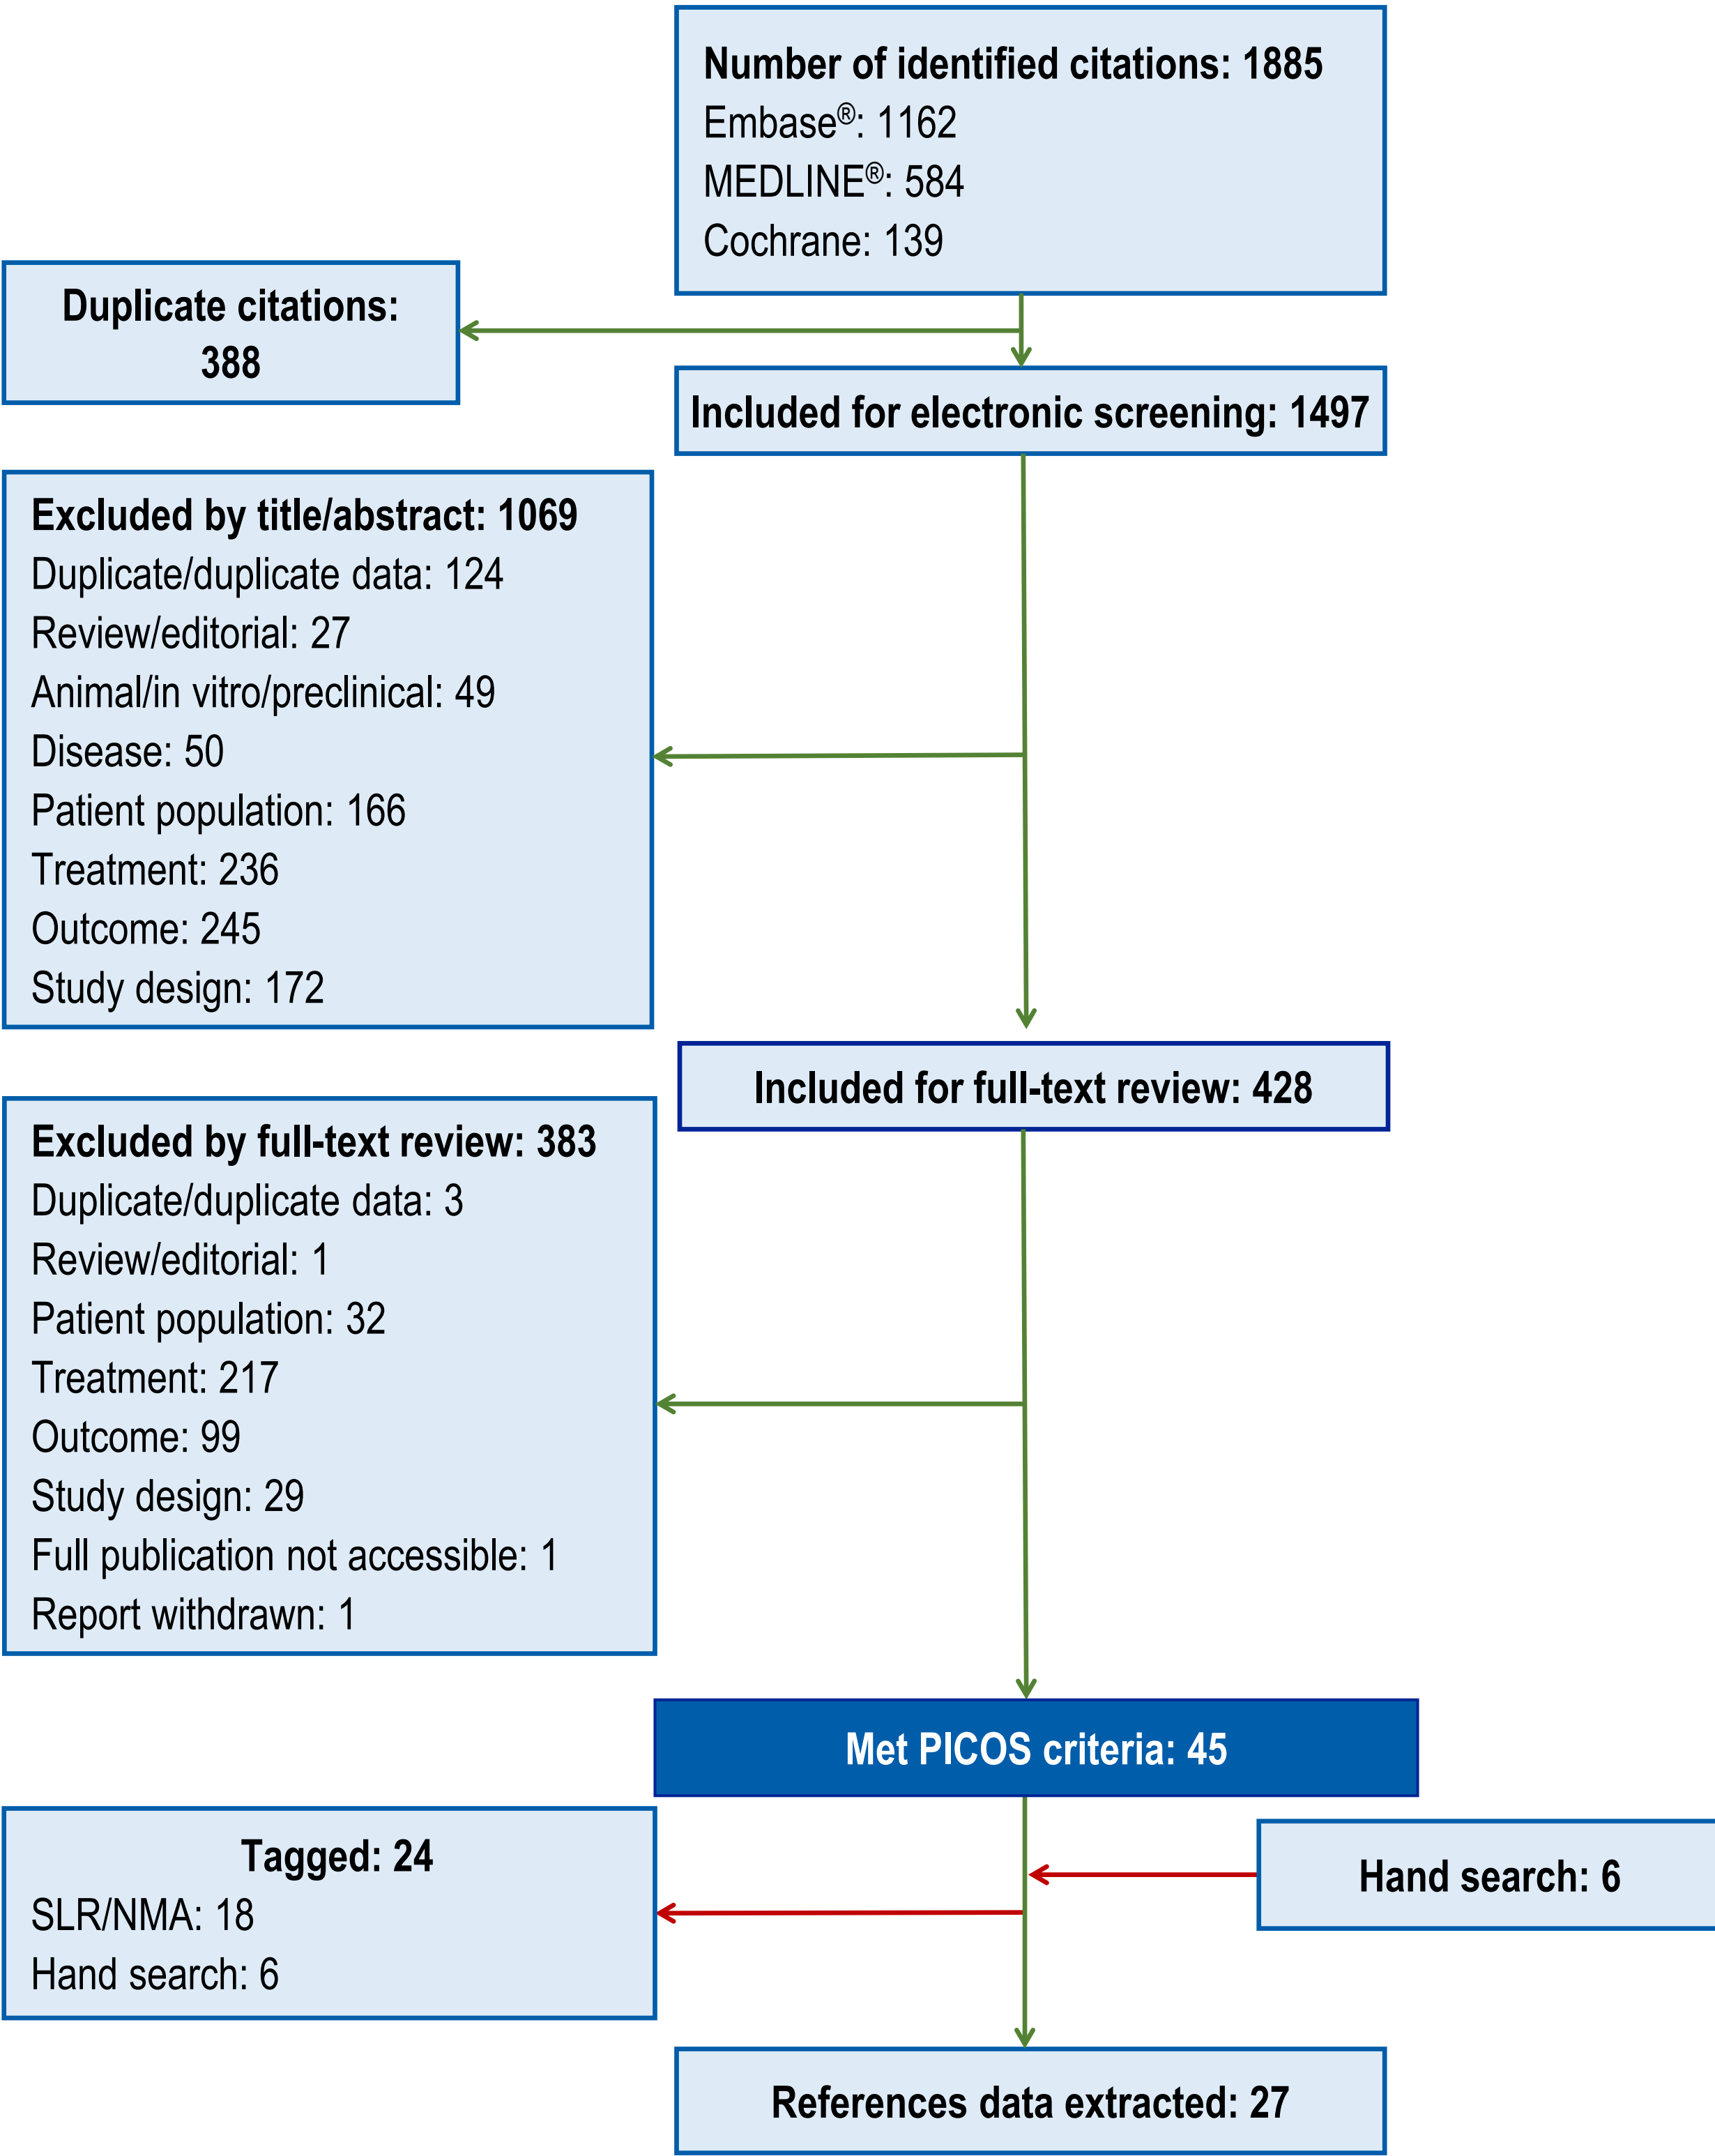 Number of identified citations: 1885
Embase®: 1162
MEDLINE®: 584
Cochrane: 139
Duplicate citations:
388
Included for electronic screening: 1497
Excluded by title/abstract: 1069
Duplicate/duplicate data: 124
Review/editorial: 27
Animal/in vitro/preclinical: 49
Disease: 50
Patient population: 166
Treatment: 236
Outcome: 245
Study design: 172
Included for full-text review: 428
Excluded by full-text review: 383
Duplicate/duplicate data: 3
Review/editorial: 1
Patient population: 32
Treatment: 217
Outcome: 99
Study design: 29
Full publication not accessible: 1
Report withdrawn: 1
Met PICOS criteria: 45
Tagged: 24
SLR/NMA: 18
Hand search: 6
Hand search: 6
References data extracted: 27